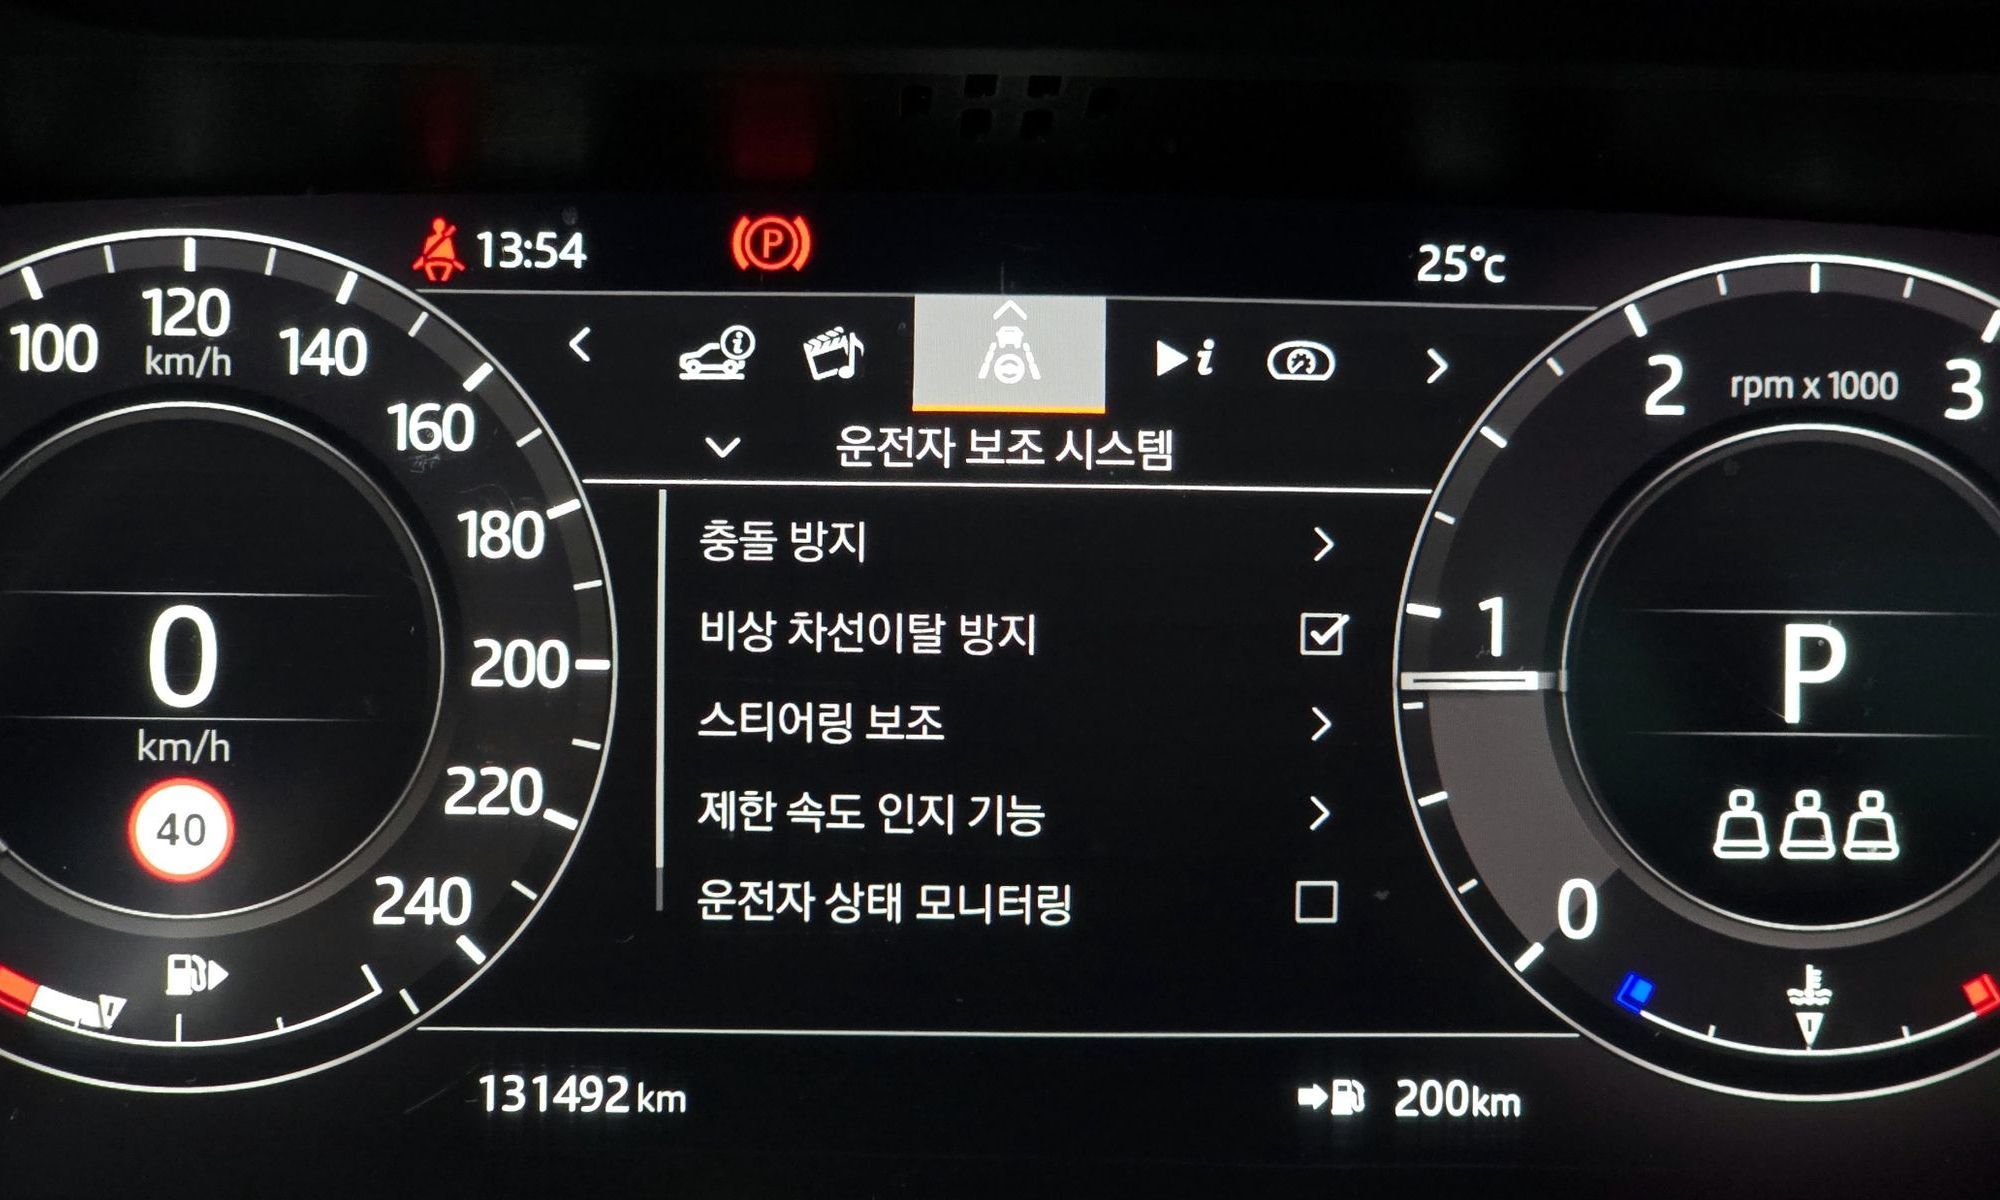 13:54
P
25°C
100
120
km/h
140
160
180
200
220
240
0
km/h
40
i
i
운전자 보조 시스템
충돌 방지
비상 차선이탈 방지
스티어링 보조
제한 속도 인지 기능
운전자 상태 모니터링
2
rpm x 1000
3
1
0
P
131492 km
200km